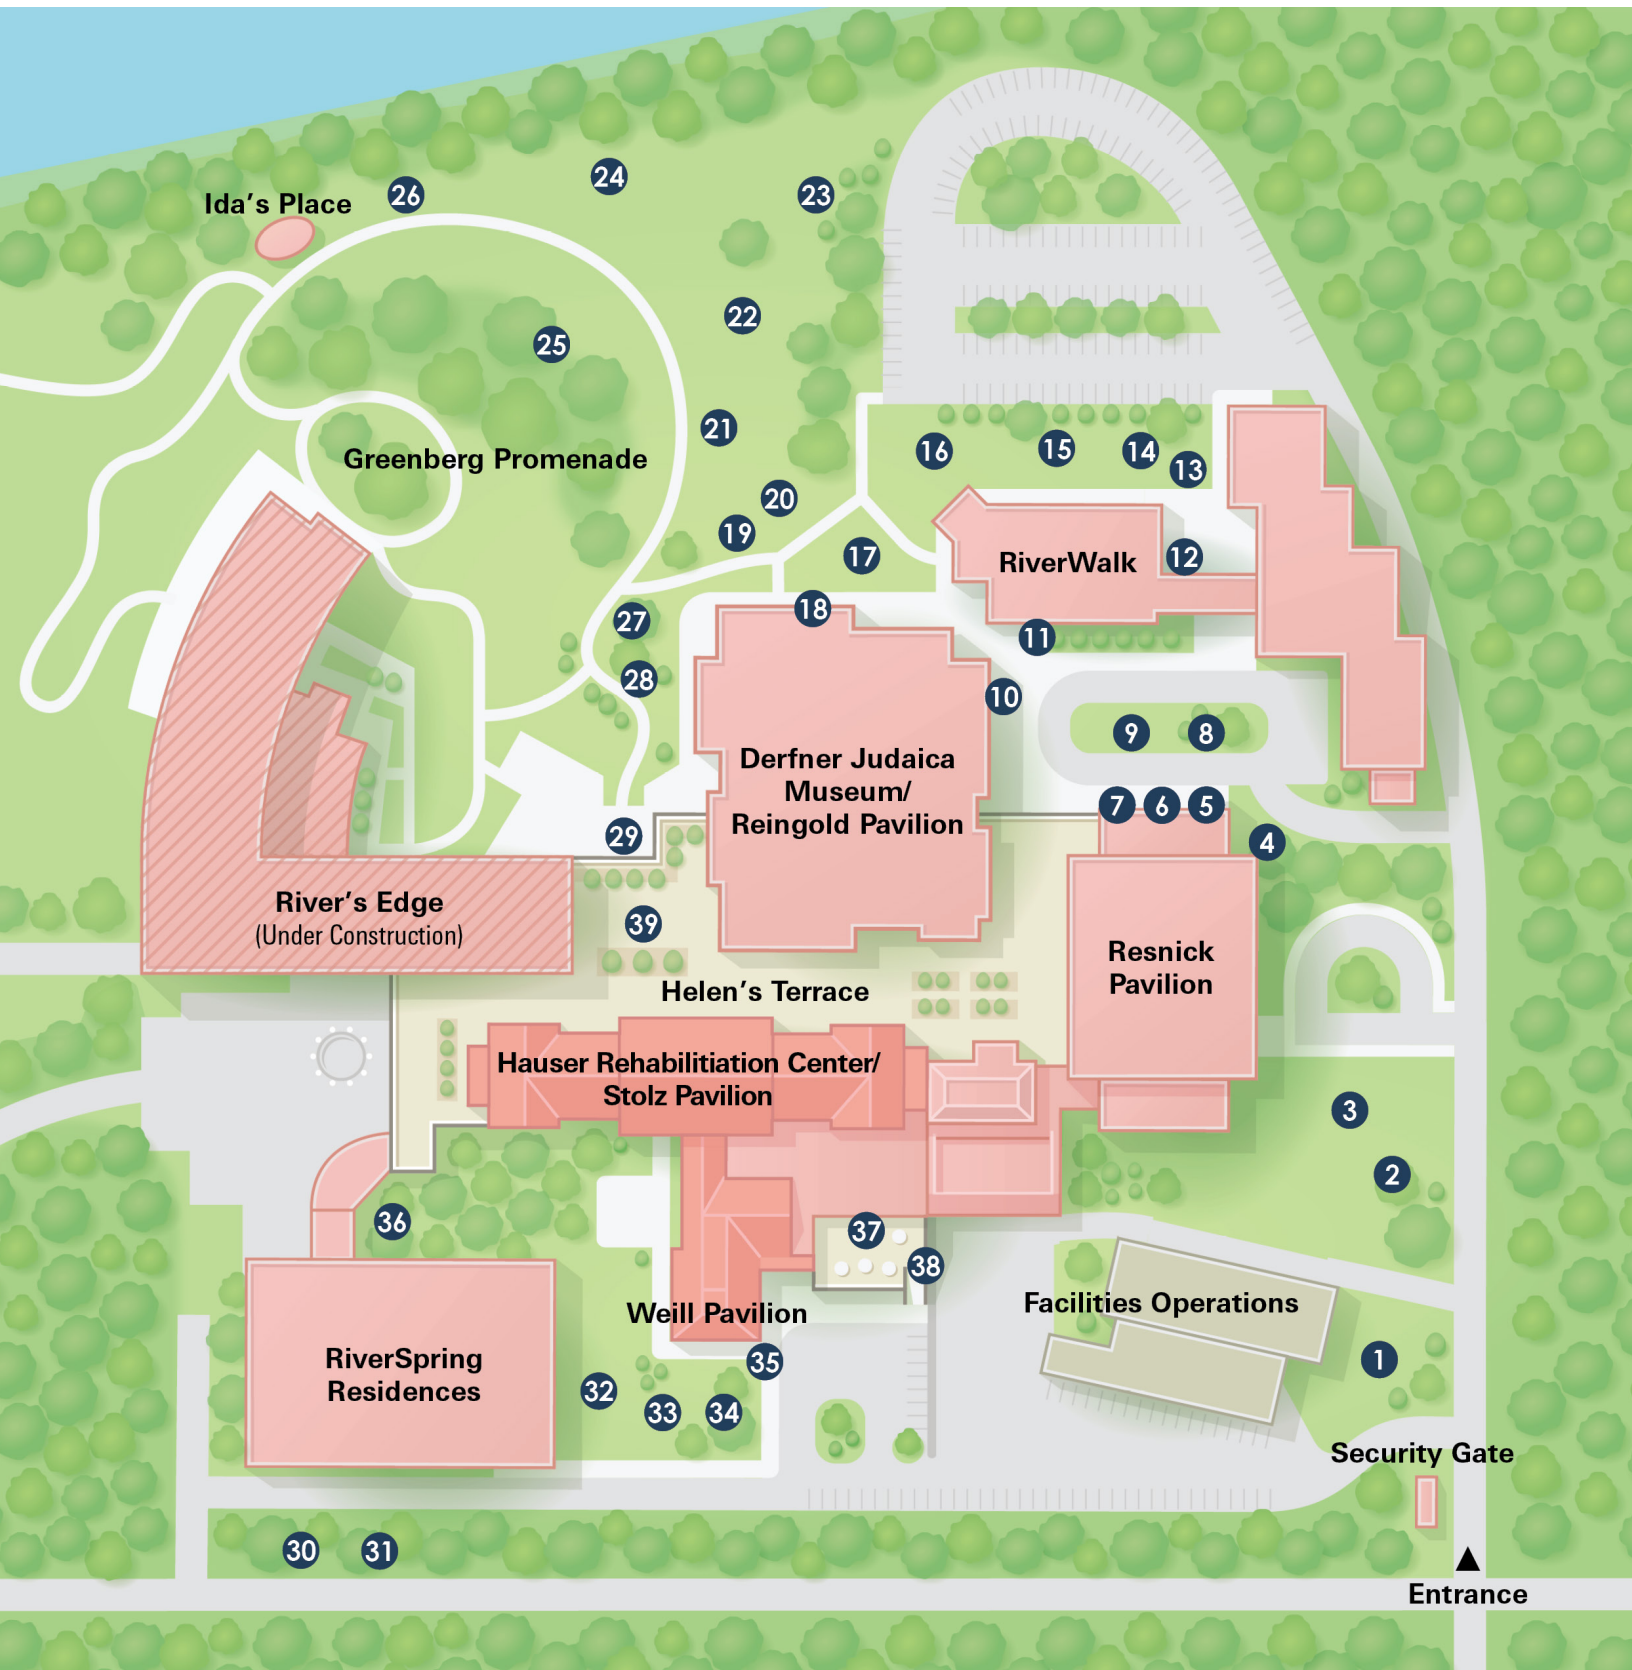 24
26
23
Ida's Place
22
25
21
16
15
14
13
Greenberg Promenade
20
19
17
RiverWalk
12
18
27
11
28
10
9
8
Derfner Judaica
Museum/
Reingold Pavilion
7
6
5
29
4
River's Edge
(Under Construction)
39
Resnick
Pavilion
Helen's Terrace
Hauser Rehabilitiation Center/
Stolz Pavilion
3
2
36
37
38
Weill Pavilion
Facilities Operations
RiverSpring
Residences
35
1
32
33
34
Security Gate
30
31
Entrance